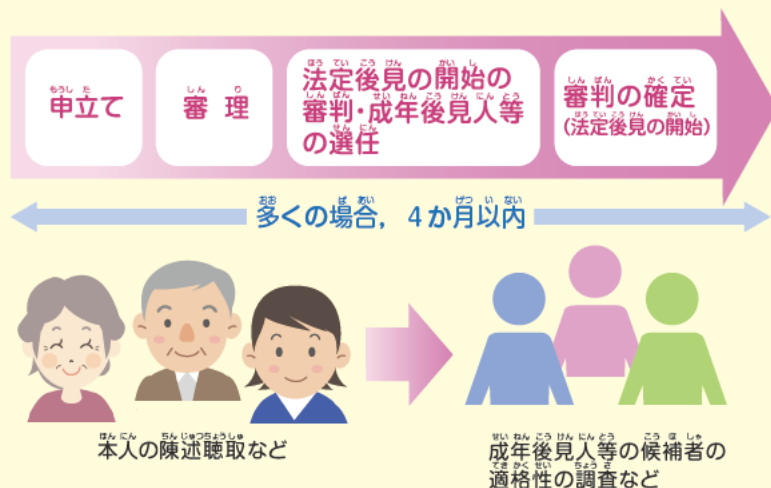 申立て
審理
法定後見の開始の
審判・成年後見人等
の選任
審判の確定
(法定後見の開始)
多くの場合，4か月以内
本人の陳述聴取など
成年後見人等の候補者の
適格性の調査など